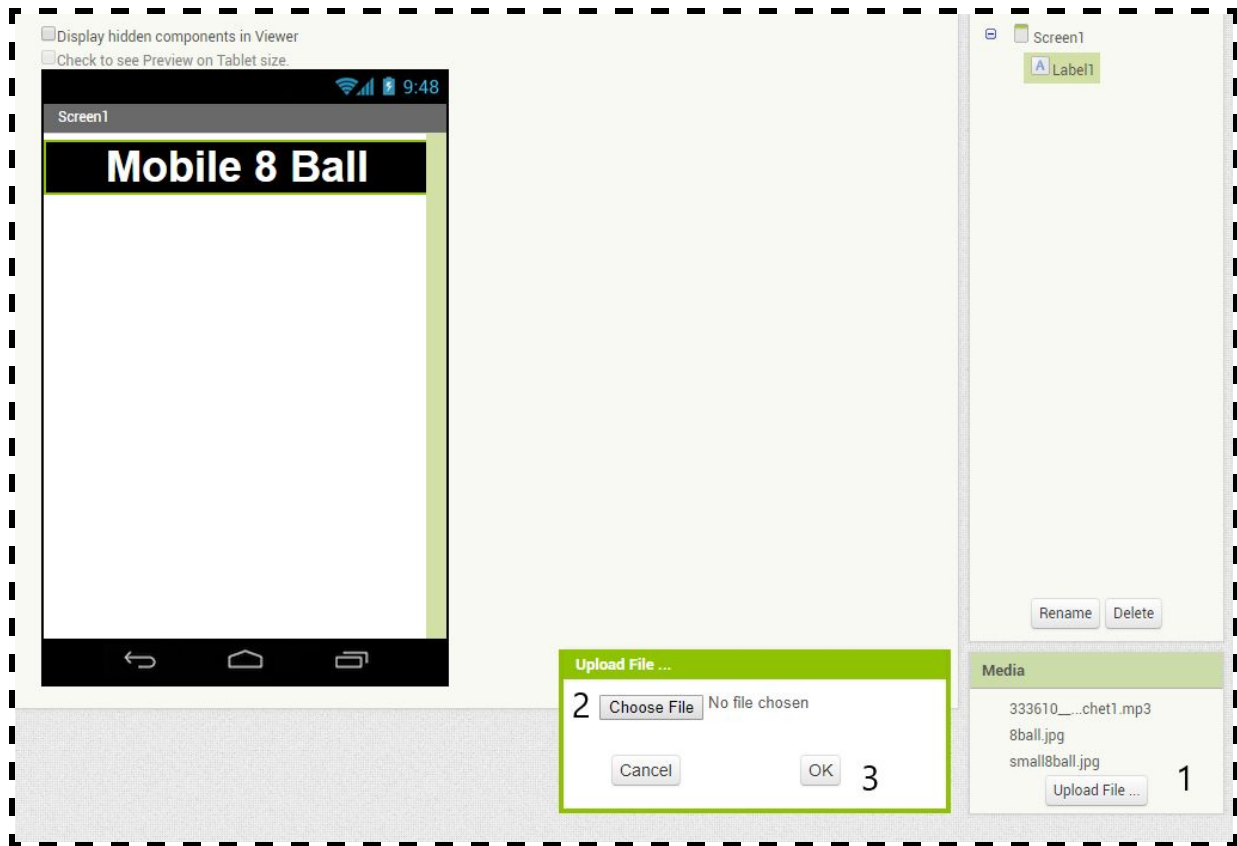 Display hidden components in Viewer
Check to see Preview on Tablet size.
9:48
Screen1
Mobile 8 Ball
Screen1
A Label1
Rename Delete
Upload File ...
2 Choose File No file chosen
Cancel OK 3
Media
333610__...chet1.mp3
8ball.jpg
small8ball.jpg
Upload File ... 1